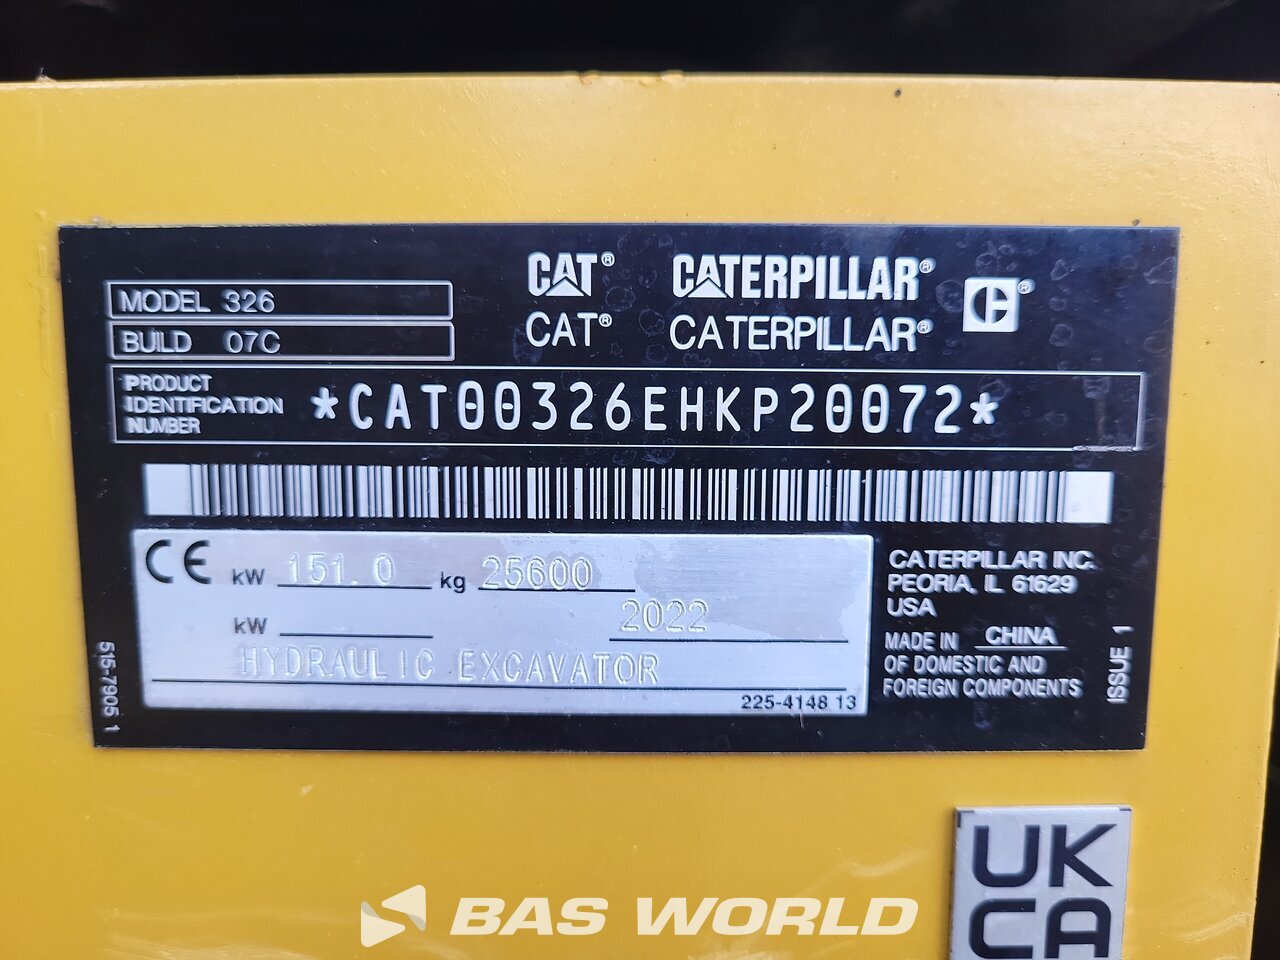 MODEL 326
BUILD 07C
CAT® CATERPILLAR® C®
CAT® CATERPILLAR®
PRODUCT
IDENTIFICATION
NUMBER
*CAT00326EHKP20072*
CE kW 151.0 kg 25600
kW 2022
HYDRAULIC EXCAVATOR
225-4148 13
515-7905 1
CATERPILLAR INC.
PEORIA, IL 61629
USA
MADE IN CHINA
OF DOMESTIC AND
FOREIGN COMPONENTS
ISSUE 1
UK
CA
BAS WORLD